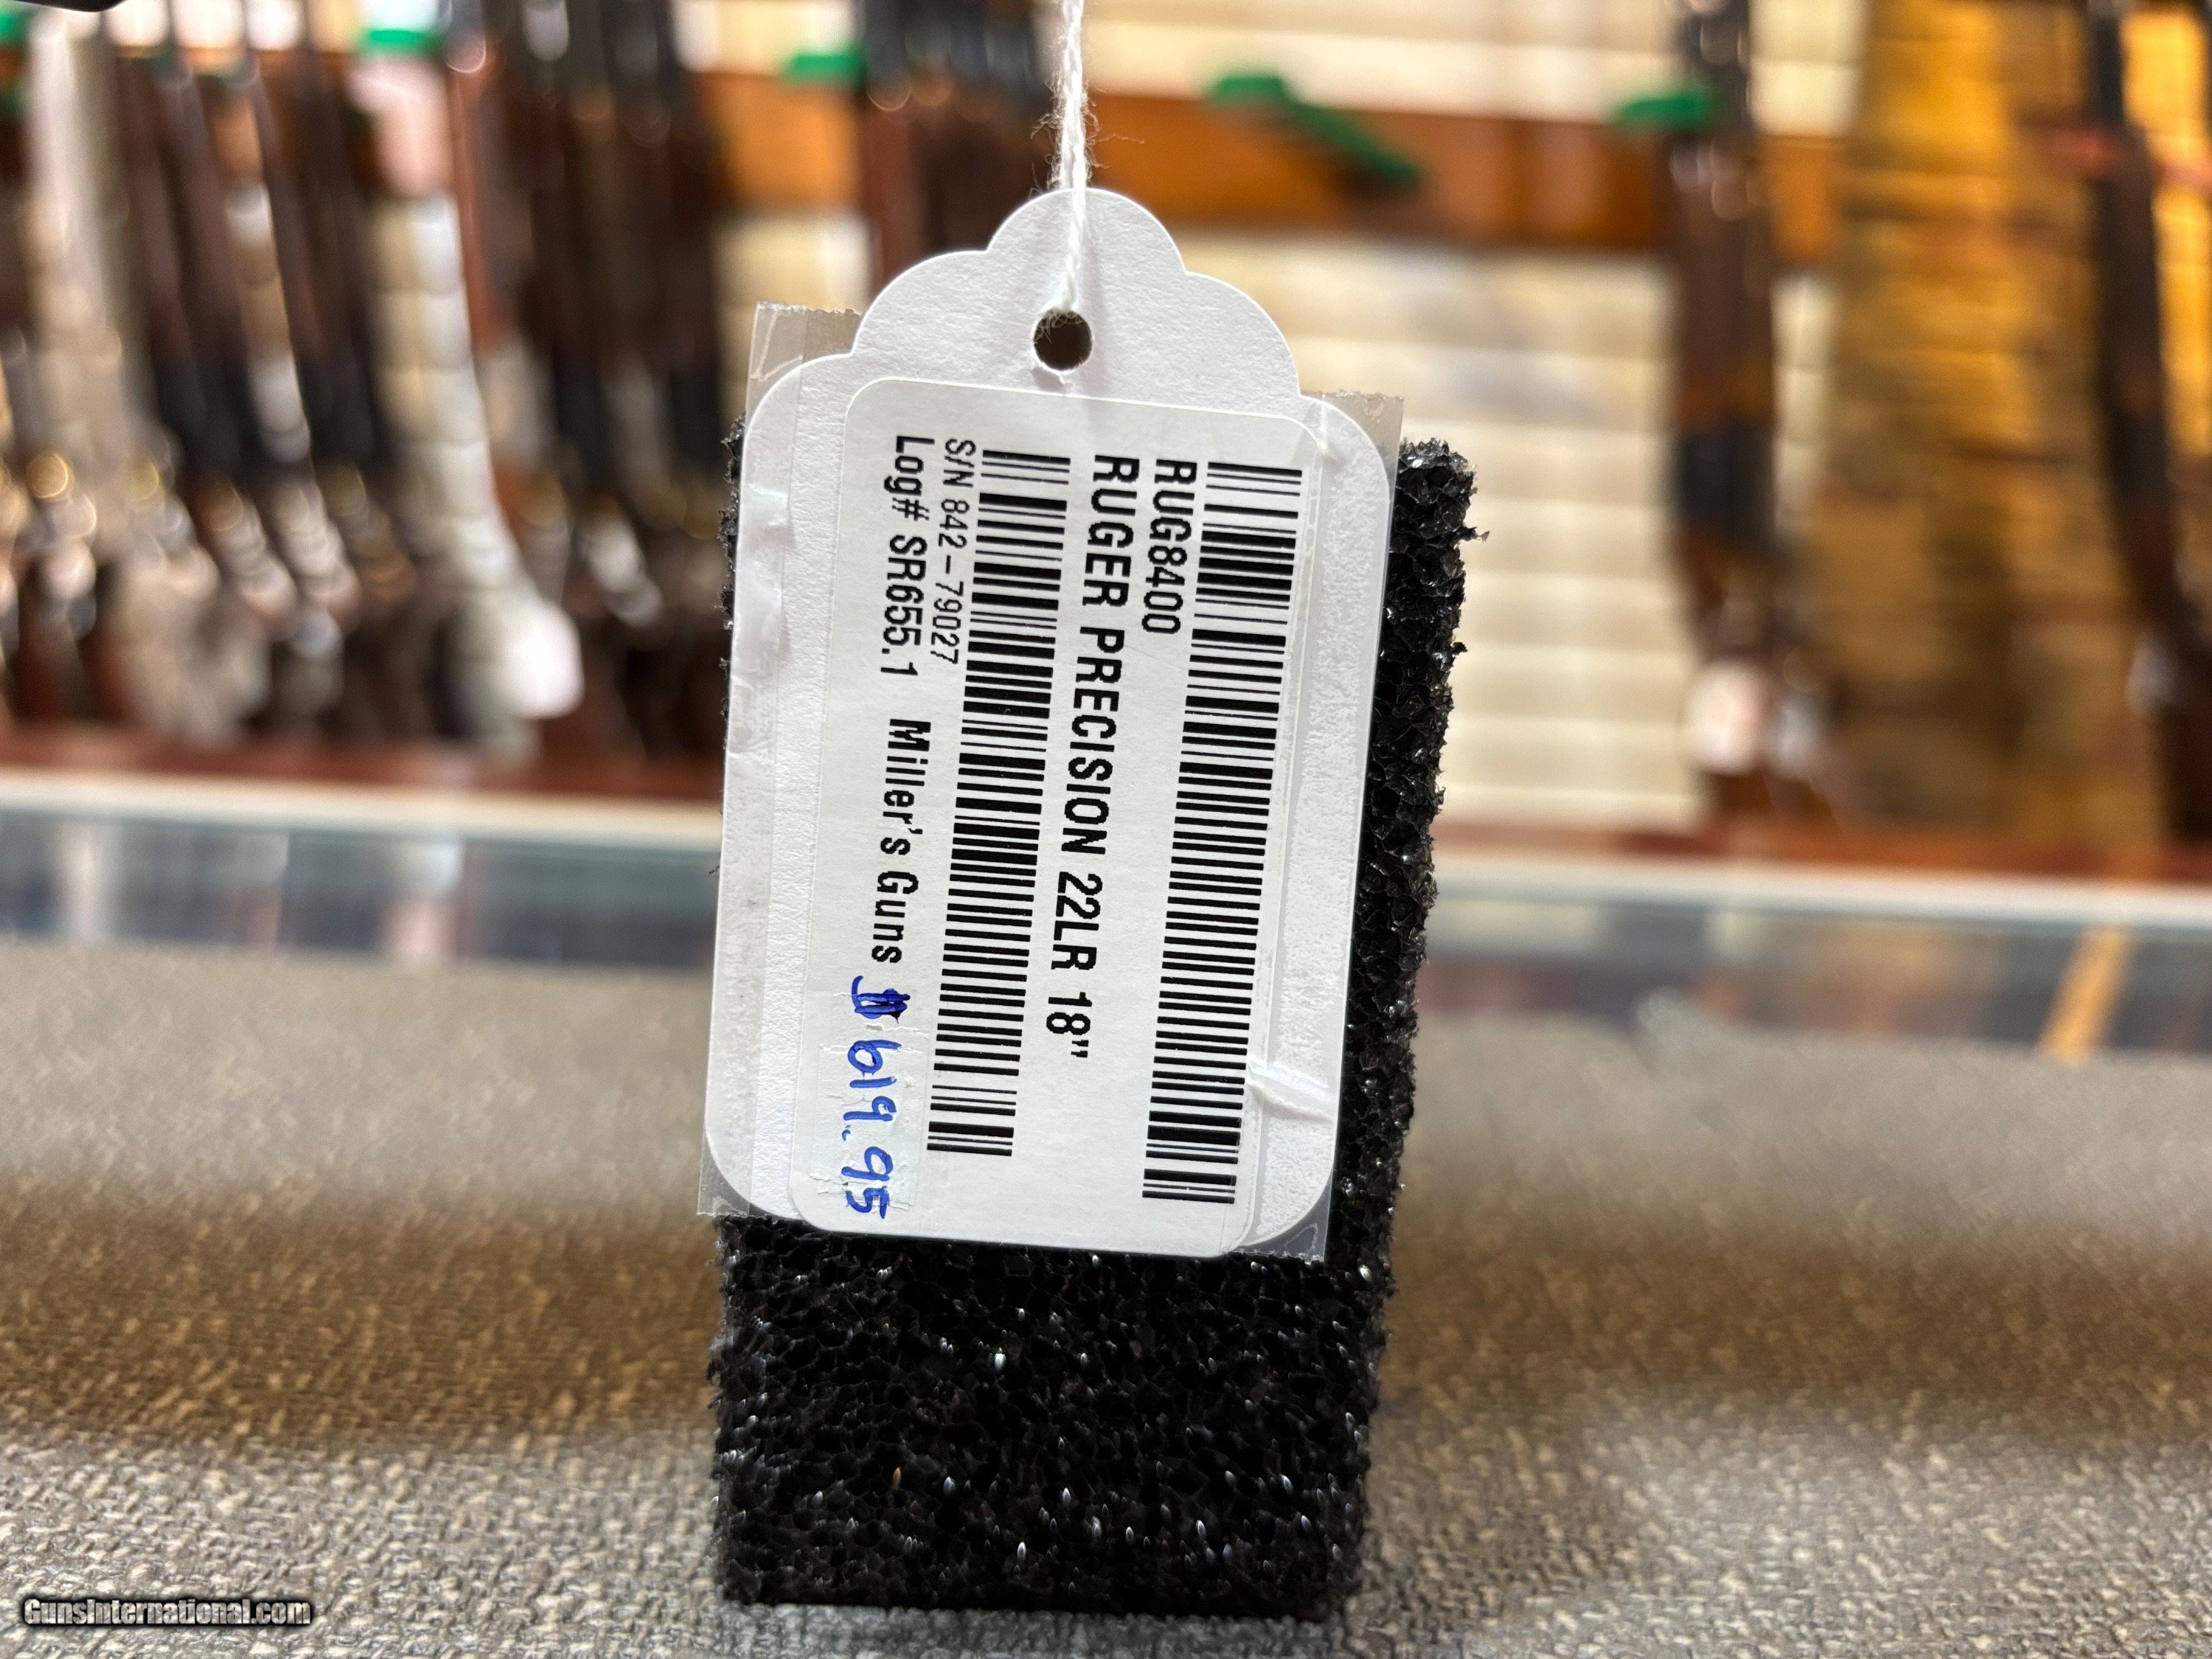 RUG8400
RUGER PRECISION 22LR 18"
S/N 842-79027
Log# SR655.1 Miller's Guns $ 619.95
GunsInternational.com